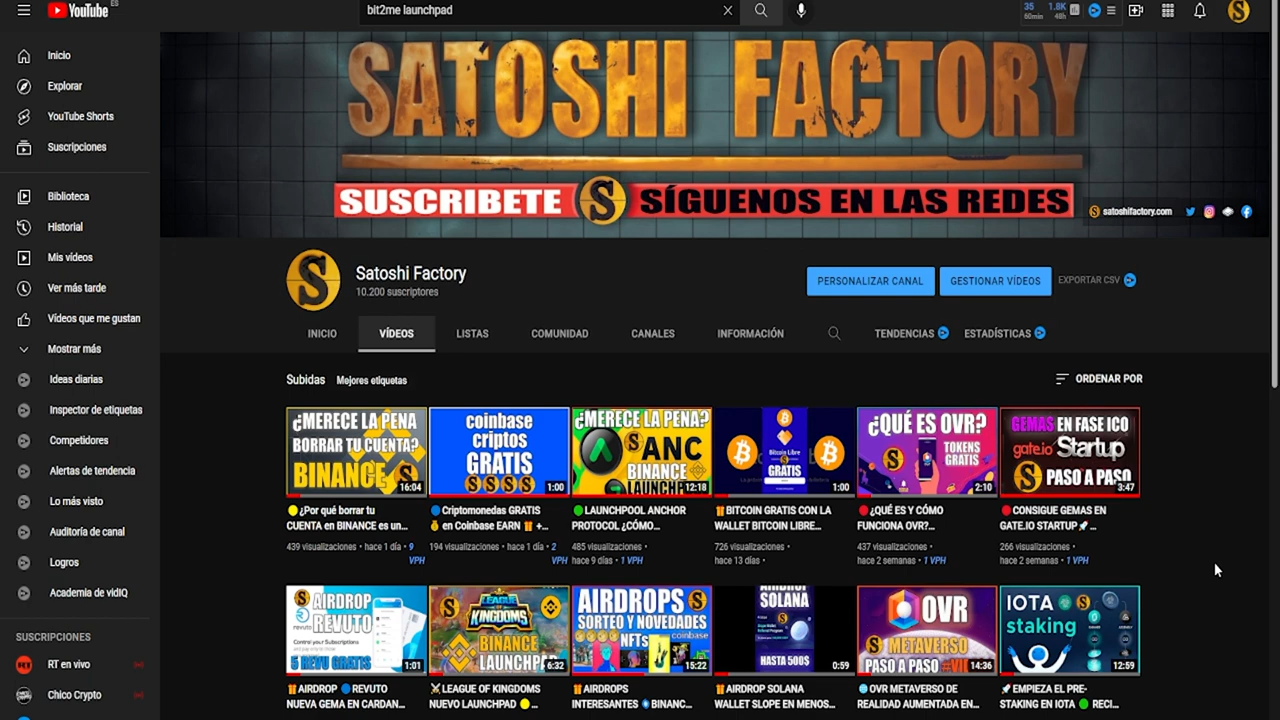 YouTube ES
bit2me launchpad
35
60min
1.8K
48h
Inicio
Explorar
YouTube Shorts
Suscripciones
Biblioteca
Historial
Mis vídeos
Ver más tarde
Vídeos que me gustan
Mostrar más
Ideas diarias
Inspector de etiquetas
Competidores
Alertas de tendencia
Lo más visto
Auditoría de canal
Logros
Academia de vidIQ
SUSCRIPCIONES
RT en vivo
Chico Crypto
SATOSHI FACTORY
SUSCRIBETE S SÍGUENOS EN LAS REDES
satoshifactory.com
Satoshi Factory
10.200 suscriptores
PERSONALIZAR CANAL
GESTIONAR VÍDEOS
EXPORTAR CSV
INICIO
VÍDEOS
LISTAS
COMUNIDAD
CANALES
INFORMACIÓN
TENDENCIAS
ESTADÍSTICAS
Subidas
Mejores etiquetas
ORDENAR POR
¿MERECE LA PENA
BORRAR TU CUENTA?
BINANCE
16:04
¿Por qué borrar tu
CUENTA en BINANCE es un...
439 visualizaciones • hace 1 día • 9
VPH
coinbase
criptos
GRATIS
1:00
Criptomonedas GRATIS
en Coinbase EARN + ...
194 visualizaciones • hace 1 día • 2
VPH
¿MERECE LA PENA?
ANC
BINANCE
LAUNCHP
12:18
LAUNCHPOOL ANCHOR
PROTOCOL ¿CÓMO...
485 visualizaciones •
hace 9 días • 1 VPH
Bitcoin Libre
GRATIS
1:00
BITCOIN GRATIS CON LA
WALLET BITCOIN LIBRE...
726 visualizaciones •
hace 13 días •
¿QUÉ ES OVR?
TOKENS
GRATIS
2:10
¿QUÉ ES Y CÓMO
FUNCIONA OVR?...
437 visualizaciones •
hace 2 semanas • 1 VPH
GEMAS EN FASE ICO
gate.io Startup
PASO A PASO
3:47
CONSIGUE GEMAS EN
GATE.IO STARTUP ...
266 visualizaciones •
hace 2 semanas • 1 VPH
AIRDROP
revuto
REVUTO
Control your Subscriptions
5 REVU GRATIS
1:01
AIRDROP REVUTO
NUEVA GEMA EN CARDAN...
LEAGUE OF
KINGDOMS
BINANCE
LAUNCHP
6:32
LEAGUE OF KINGDOMS
NUEVO LAUNCHPAD ...
AIRDROPS
SORTEO Y NOVEDADES
NFTs
coinbase
15:22
AIRDROPS
INTERESANTES BINANC...
AIRDROP
SOLANA
HASTA 500$
0:59
AIRDROP SOLANA
WALLET SLOPE EN MENOS...
OVR
METAVERSO
PASO A PASO
14:36
OVR METAVERSO DE
REALIDAD AUMENTADA EN...
IOTA
staking
12:59
EMPIEZA EL PRE-
STAKING EN IOTA RECI...